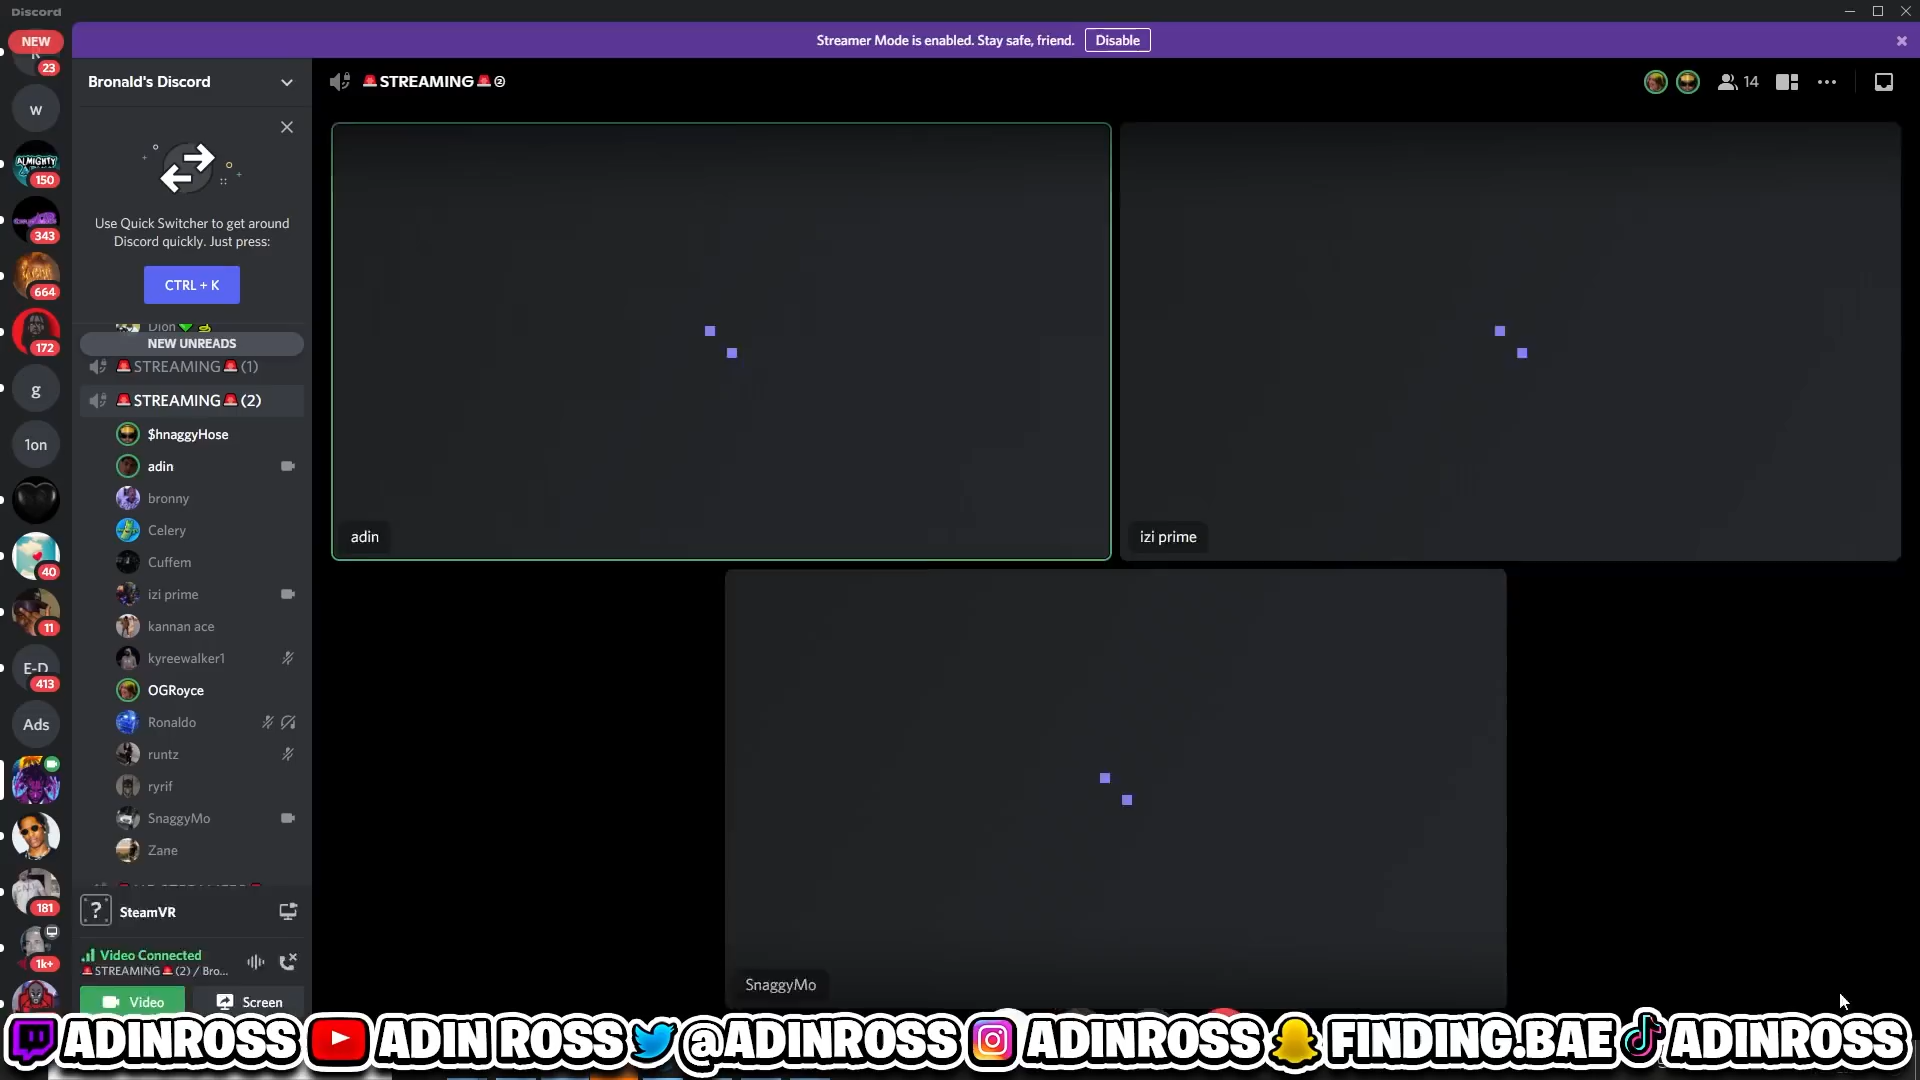 Discord
Streamer Mode is enabled. Stay safe, friend.
Disable
NEW
23
w
150
343
664
172
g
1on
40
11
E-D
413
Ads
181
1k+
ALMIGHTY
Bronald's Discord
Use Quick Switcher to get around
Discord quickly. Just press:
CTRL + K
Dion
NEW UNREADS
🚨STREAMING🚨(1)
🚨STREAMING🚨(2)
$hnaggyHose
adin
bronny
Celery
Cuffem
izi prime
kannan ace
kyreewalker1
OGRoyce
Ronaldo
runtz
ryrif
SnaggyMo
Zane
? SteamVR
Video Connected
🚨STREAMING🚨(2) / Bro...
Video
Screen
🚨STREAMING🚨②
14
adin
izi prime
SnaggyMo
ADINROSS ADIN ROSS @ADINROSS ADINROSS FINDING.BAE ADINROSS